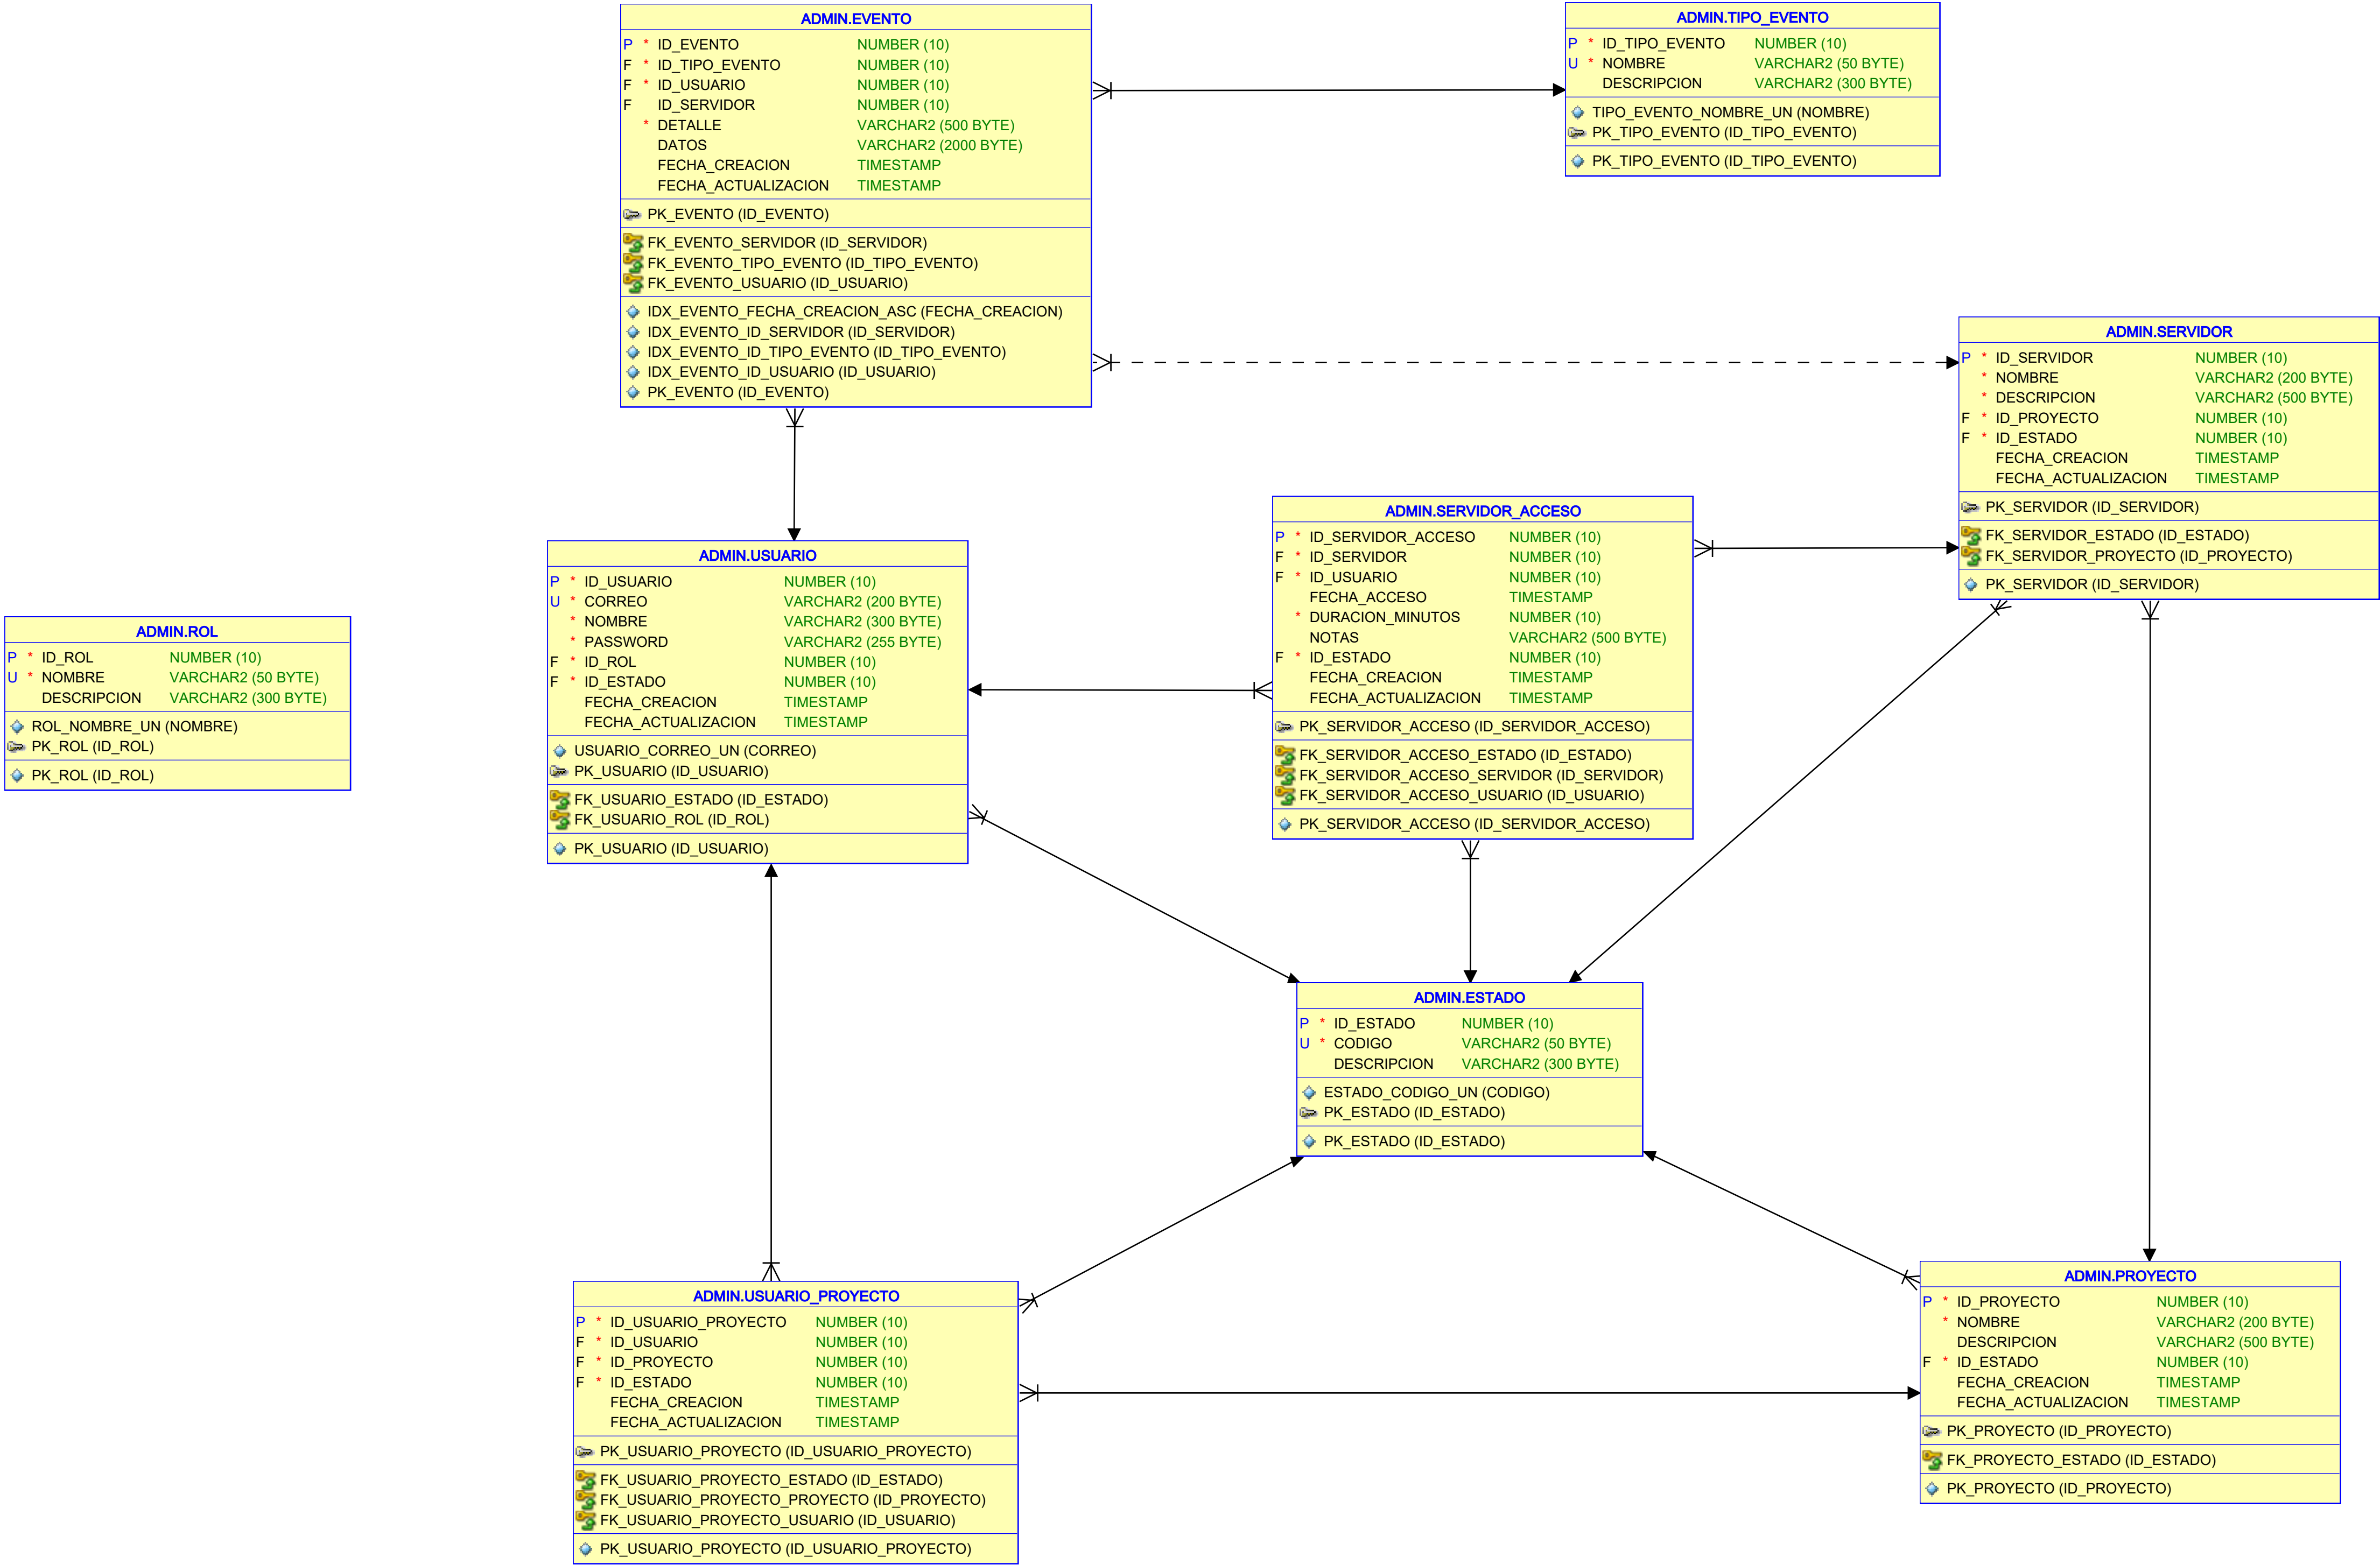 ADMIN.EVENTO
P * ID_EVENTO NUMBER (10)
F * ID_TIPO_EVENTO NUMBER (10)
F * ID_USUARIO NUMBER (10)
F ID_SERVIDOR NUMBER (10)
* DETALLE VARCHAR2 (500 BYTE)
DATOS VARCHAR2 (2000 BYTE)
FECHA_CREACION TIMESTAMP
FECHA_ACTUALIZACION TIMESTAMP
PK_EVENTO (ID_EVENTO)
FK_EVENTO_SERVIDOR (ID_SERVIDOR)
FK_EVENTO_TIPO_EVENTO (ID_TIPO_EVENTO)
FK_EVENTO_USUARIO (ID_USUARIO)
IDX_EVENTO_FECHA_CREACION_ASC (FECHA_CREACION)
IDX_EVENTO_ID_SERVIDOR (ID_SERVIDOR)
IDX_EVENTO_ID_TIPO_EVENTO (ID_TIPO_EVENTO)
IDX_EVENTO_ID_USUARIO (ID_USUARIO)
PK_EVENTO (ID_EVENTO)
ADMIN.TIPO_EVENTO
P * ID_TIPO_EVENTO NUMBER (10)
U * NOMBRE VARCHAR2 (50 BYTE)
DESCRIPCION VARCHAR2 (300 BYTE)
TIPO_EVENTO_NOMBRE_UN (NOMBRE)
PK_TIPO_EVENTO (ID_TIPO_EVENTO)
PK_TIPO_EVENTO (ID_TIPO_EVENTO)
ADMIN.SERVIDOR
P * ID_SERVIDOR NUMBER (10)
* NOMBRE VARCHAR2 (200 BYTE)
* DESCRIPCION VARCHAR2 (500 BYTE)
F * ID_PROYECTO NUMBER (10)
F * ID_ESTADO NUMBER (10)
FECHA_CREACION TIMESTAMP
FECHA_ACTUALIZACION TIMESTAMP
PK_SERVIDOR (ID_SERVIDOR)
FK_SERVIDOR_ESTADO (ID_ESTADO)
FK_SERVIDOR_PROYECTO (ID_PROYECTO)
PK_SERVIDOR (ID_SERVIDOR)
ADMIN.SERVIDOR_ACCESO
P * ID_SERVIDOR_ACCESO NUMBER (10)
F * ID_SERVIDOR NUMBER (10)
F * ID_USUARIO NUMBER (10)
FECHA_ACCESO TIMESTAMP
* DURACION_MINUTOS NUMBER (10)
NOTAS VARCHAR2 (500 BYTE)
F * ID_ESTADO NUMBER (10)
FECHA_CREACION TIMESTAMP
FECHA_ACTUALIZACION TIMESTAMP
PK_SERVIDOR_ACCESO (ID_SERVIDOR_ACCESO)
FK_SERVIDOR_ACCESO_ESTADO (ID_ESTADO)
FK_SERVIDOR_ACCESO_SERVIDOR (ID_SERVIDOR)
FK_SERVIDOR_ACCESO_USUARIO (ID_USUARIO)
PK_SERVIDOR_ACCESO (ID_SERVIDOR_ACCESO)
ADMIN.USUARIO
P * ID_USUARIO NUMBER (10)
U * CORREO VARCHAR2 (200 BYTE)
* NOMBRE VARCHAR2 (300 BYTE)
* PASSWORD VARCHAR2 (255 BYTE)
F * ID_ROL NUMBER (10)
F * ID_ESTADO NUMBER (10)
FECHA_CREACION TIMESTAMP
FECHA_ACTUALIZACION TIMESTAMP
USUARIO_CORREO_UN (CORREO)
PK_USUARIO (ID_USUARIO)
FK_USUARIO_ESTADO (ID_ESTADO)
FK_USUARIO_ROL (ID_ROL)
PK_USUARIO (ID_USUARIO)
ADMIN.ROL
P * ID_ROL NUMBER (10)
U * NOMBRE VARCHAR2 (50 BYTE)
DESCRIPCION VARCHAR2 (300 BYTE)
ROL_NOMBRE_UN (NOMBRE)
PK_ROL (ID_ROL)
PK_ROL (ID_ROL)
ADMIN.ESTADO
P * ID_ESTADO NUMBER (10)
U * CODIGO VARCHAR2 (50 BYTE)
DESCRIPCION VARCHAR2 (300 BYTE)
ESTADO_CODIGO_UN (CODIGO)
PK_ESTADO (ID_ESTADO)
PK_ESTADO (ID_ESTADO)
ADMIN.USUARIO_PROYECTO
P * ID_USUARIO_PROYECTO NUMBER (10)
F * ID_USUARIO NUMBER (10)
F * ID_PROYECTO NUMBER (10)
F * ID_ESTADO NUMBER (10)
FECHA_CREACION TIMESTAMP
FECHA_ACTUALIZACION TIMESTAMP
PK_USUARIO_PROYECTO (ID_USUARIO_PROYECTO)
FK_USUARIO_PROYECTO_ESTADO (ID_ESTADO)
FK_USUARIO_PROYECTO_PROYECTO (ID_PROYECTO)
FK_USUARIO_PROYECTO_USUARIO (ID_USUARIO)
PK_USUARIO_PROYECTO (ID_USUARIO_PROYECTO)
ADMIN.PROYECTO
P * ID_PROYECTO NUMBER (10)
* NOMBRE VARCHAR2 (200 BYTE)
DESCRIPCION VARCHAR2 (500 BYTE)
F * ID_ESTADO NUMBER (10)
FECHA_CREACION TIMESTAMP
FECHA_ACTUALIZACION TIMESTAMP
PK_PROYECTO (ID_PROYECTO)
FK_PROYECTO_ESTADO (ID_ESTADO)
PK_PROYECTO (ID_PROYECTO)